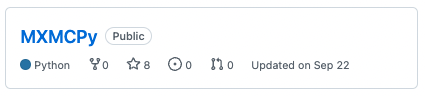 MXMCPy Public
Python 0 8 0 0 Updated on Sep 22